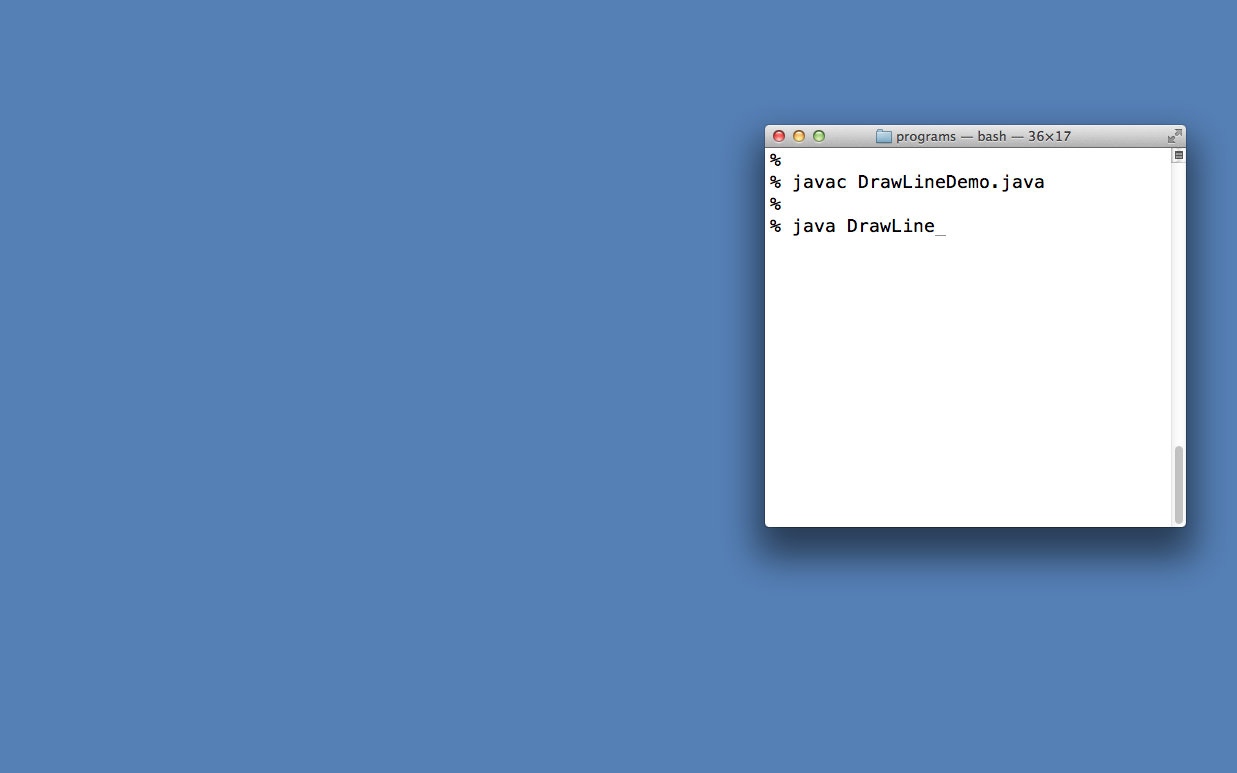 programs — bash — 36×17
%
% javac DrawLineDemo.java
%
% java DrawLine_